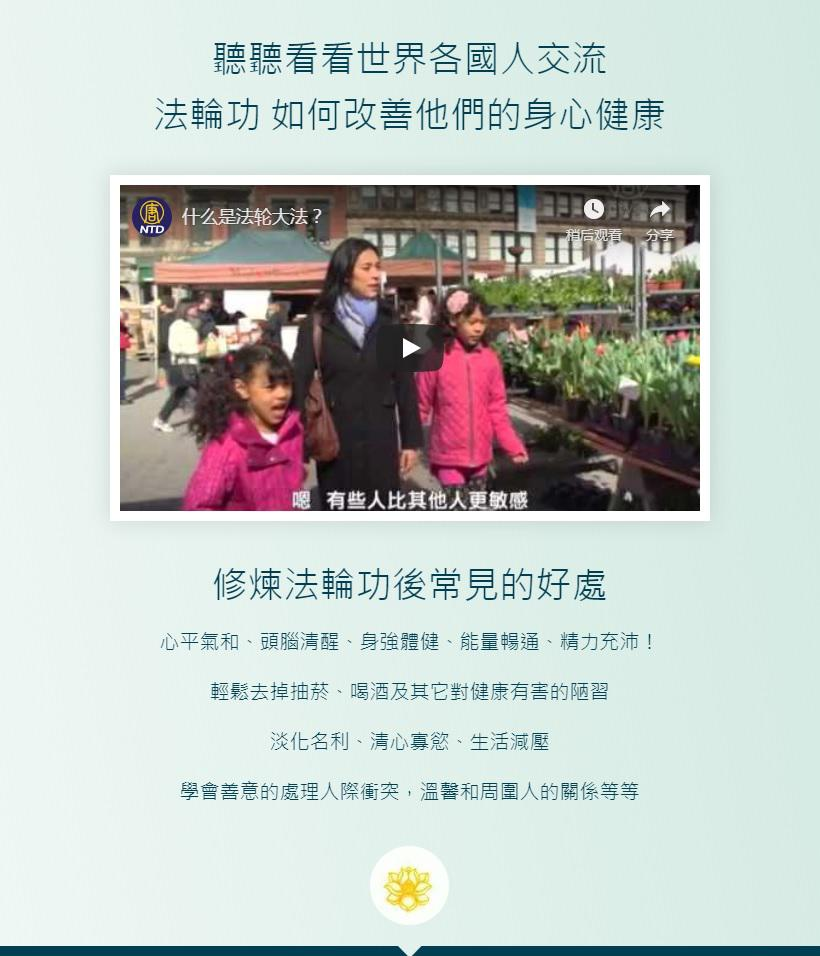 聽聽看看世界各國人交流
法輪功 如何改善他們的身心健康
唐
NTD
什么是法轮大法？
稍后观看
分享
嗯 有些人比其他人更敏感
修煉法輪功後常見的好處
心平氣和、頭腦清醒、身強體健、能量暢通、精力充沛！
輕鬆去掉抽菸、喝酒及其它對健康有害的陋習
淡化名利、清心寡慾、生活減壓
學會善意的處理人際衝突，溫馨和周圍人的關係等等